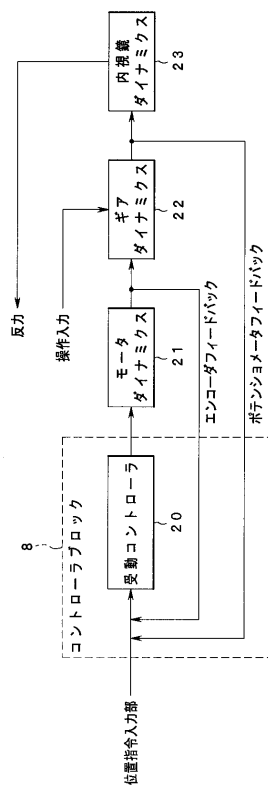 8
コントローラブロック
位置指令入力部
受動コントローラ
20
モータ
ダイナミクス
21
ギア
ダイナミクス
22
内視鏡
ダイナミクス
23
反力
操作入力
エンコーダフィードバック
ポテンショメータフィードバック